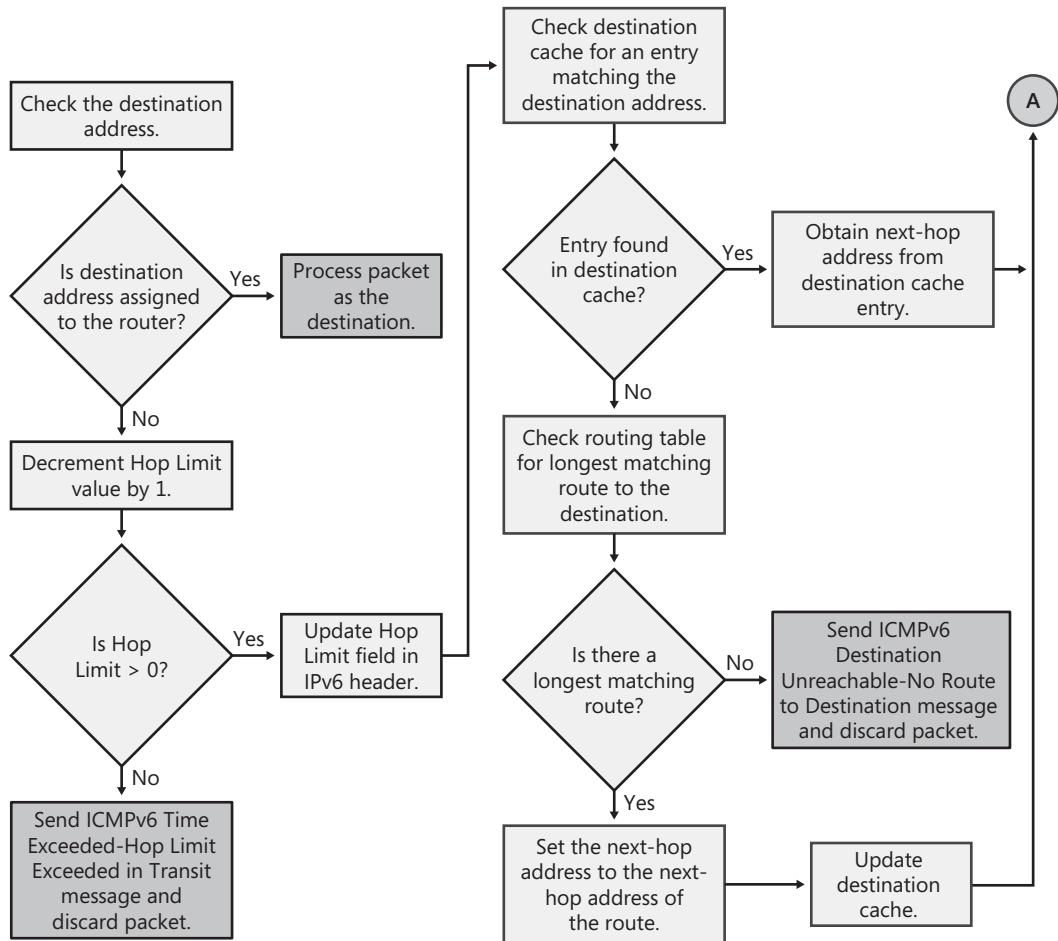 Check the destination
address.
Is destination
address assigned
to the router?
Yes
Process packet
as the
destination.
No
Decrement Hop Limit
value by 1.
Is Hop
Limit > 0?
Yes
Update Hop
Limit field in
IPv6 header.
No
Send ICMPv6 Time
Exceeded-Hop Limit
Exceeded in Transit
message and
discard packet.
Check destination
cache for an entry
matching the
destination address.
Entry found
in destination
cache?
Yes
Obtain next-hop
address from
destination cache
entry.
A
No
Check routing table
for longest matching
route to the
destination.
Is there a
longest matching
route?
No
Send ICMPv6
Destination
Unreachable-No Route
to Destination message
and discard packet.
Yes
Set the next-hop
address to the next-
hop address of
the route.
Update
destination
cache.